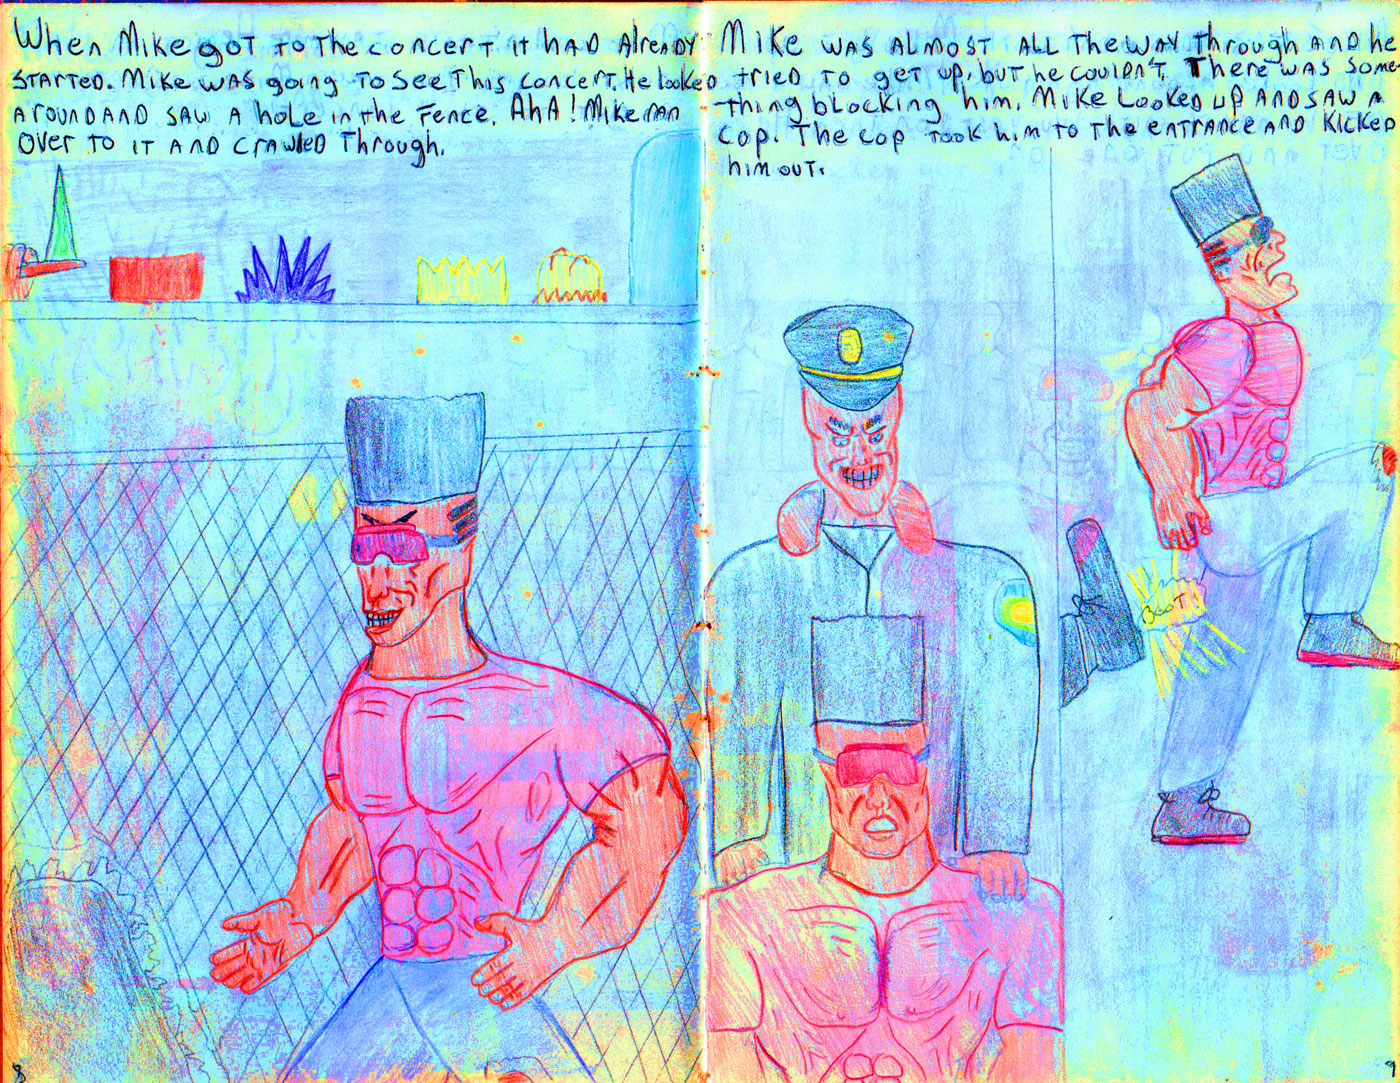 When Mike got to the concert it had already
started. Mike was going to see this concert. He looked
around and saw a hole in the fence. Aha! Mike ran
over to it and crawled through.
8
Mike was almost all the way through and he
tried to get up, but he couldn't. There was some-
thing blocking him. Mike looked up and saw a
cop. The cop took him to the entrance and kicked
him out.
BOOT
9